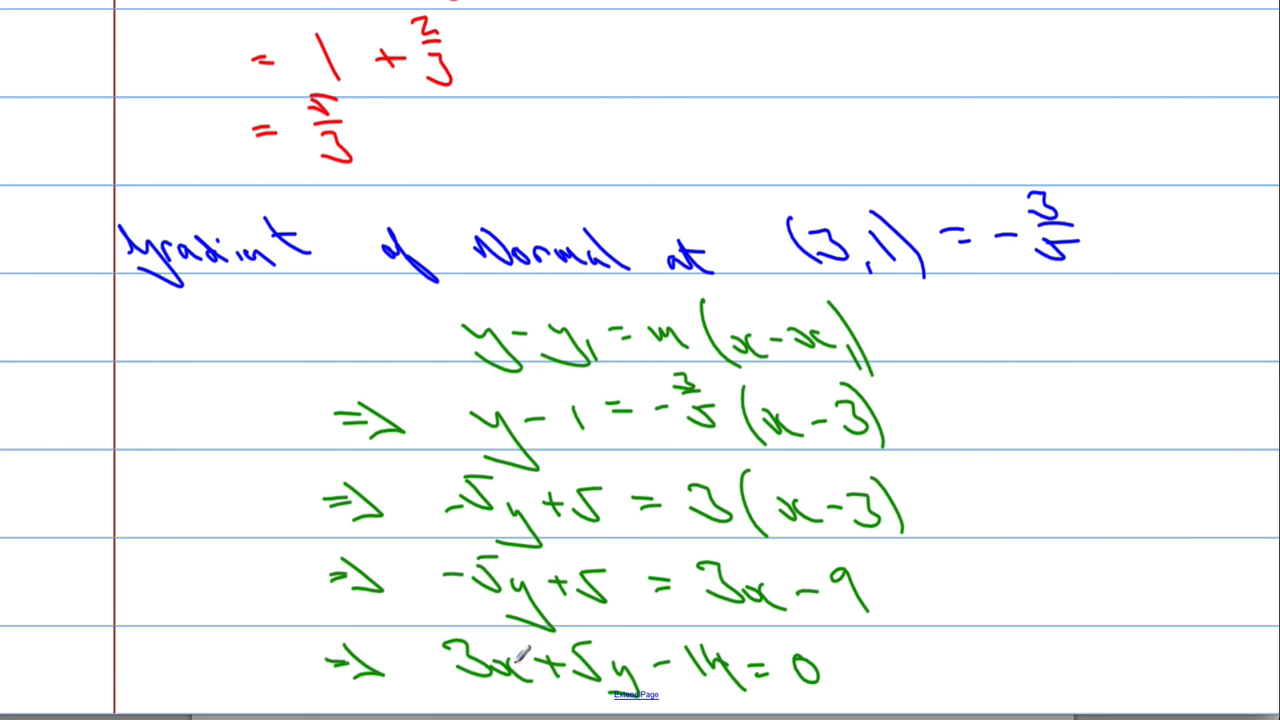 = 1 + 2/3
= 5/3
Gradient of Normal at (3,1) = -3/5
y-y₁ = m(x-x₁)
=> y-1 = -3/5(x-3)
=> -5y+5 = 3(x-3)
=> -5y+5 = 3x-9
=> 3x+5y-14=0
Extend Page